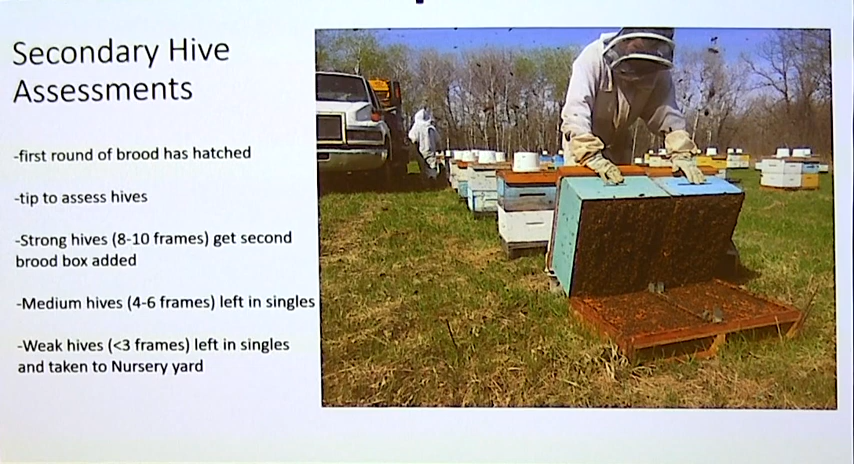 Secondary Hive
Assessments
-first round of brood has hatched
-tip to assess hives
-Strong hives (8-10 frames) get second
brood box added
-Medium hives (4-6 frames) left in singles
-Weak hives (<3 frames) left in singles
and taken to Nursery yard